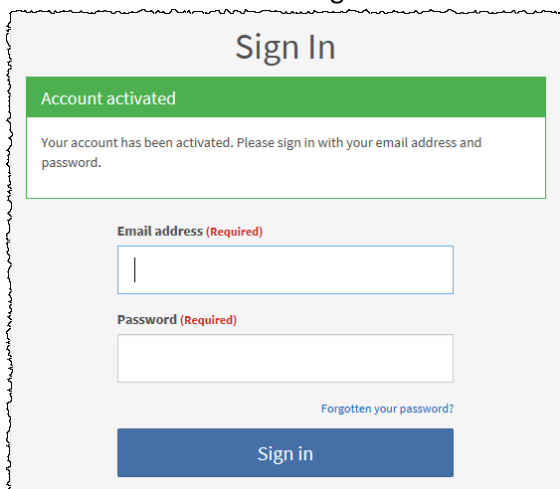 Sign In
Account activated
Your account has been activated. Please sign in with your email address and
password.
Email address (Required)
Password (Required)
Forgotten your password?
Sign in